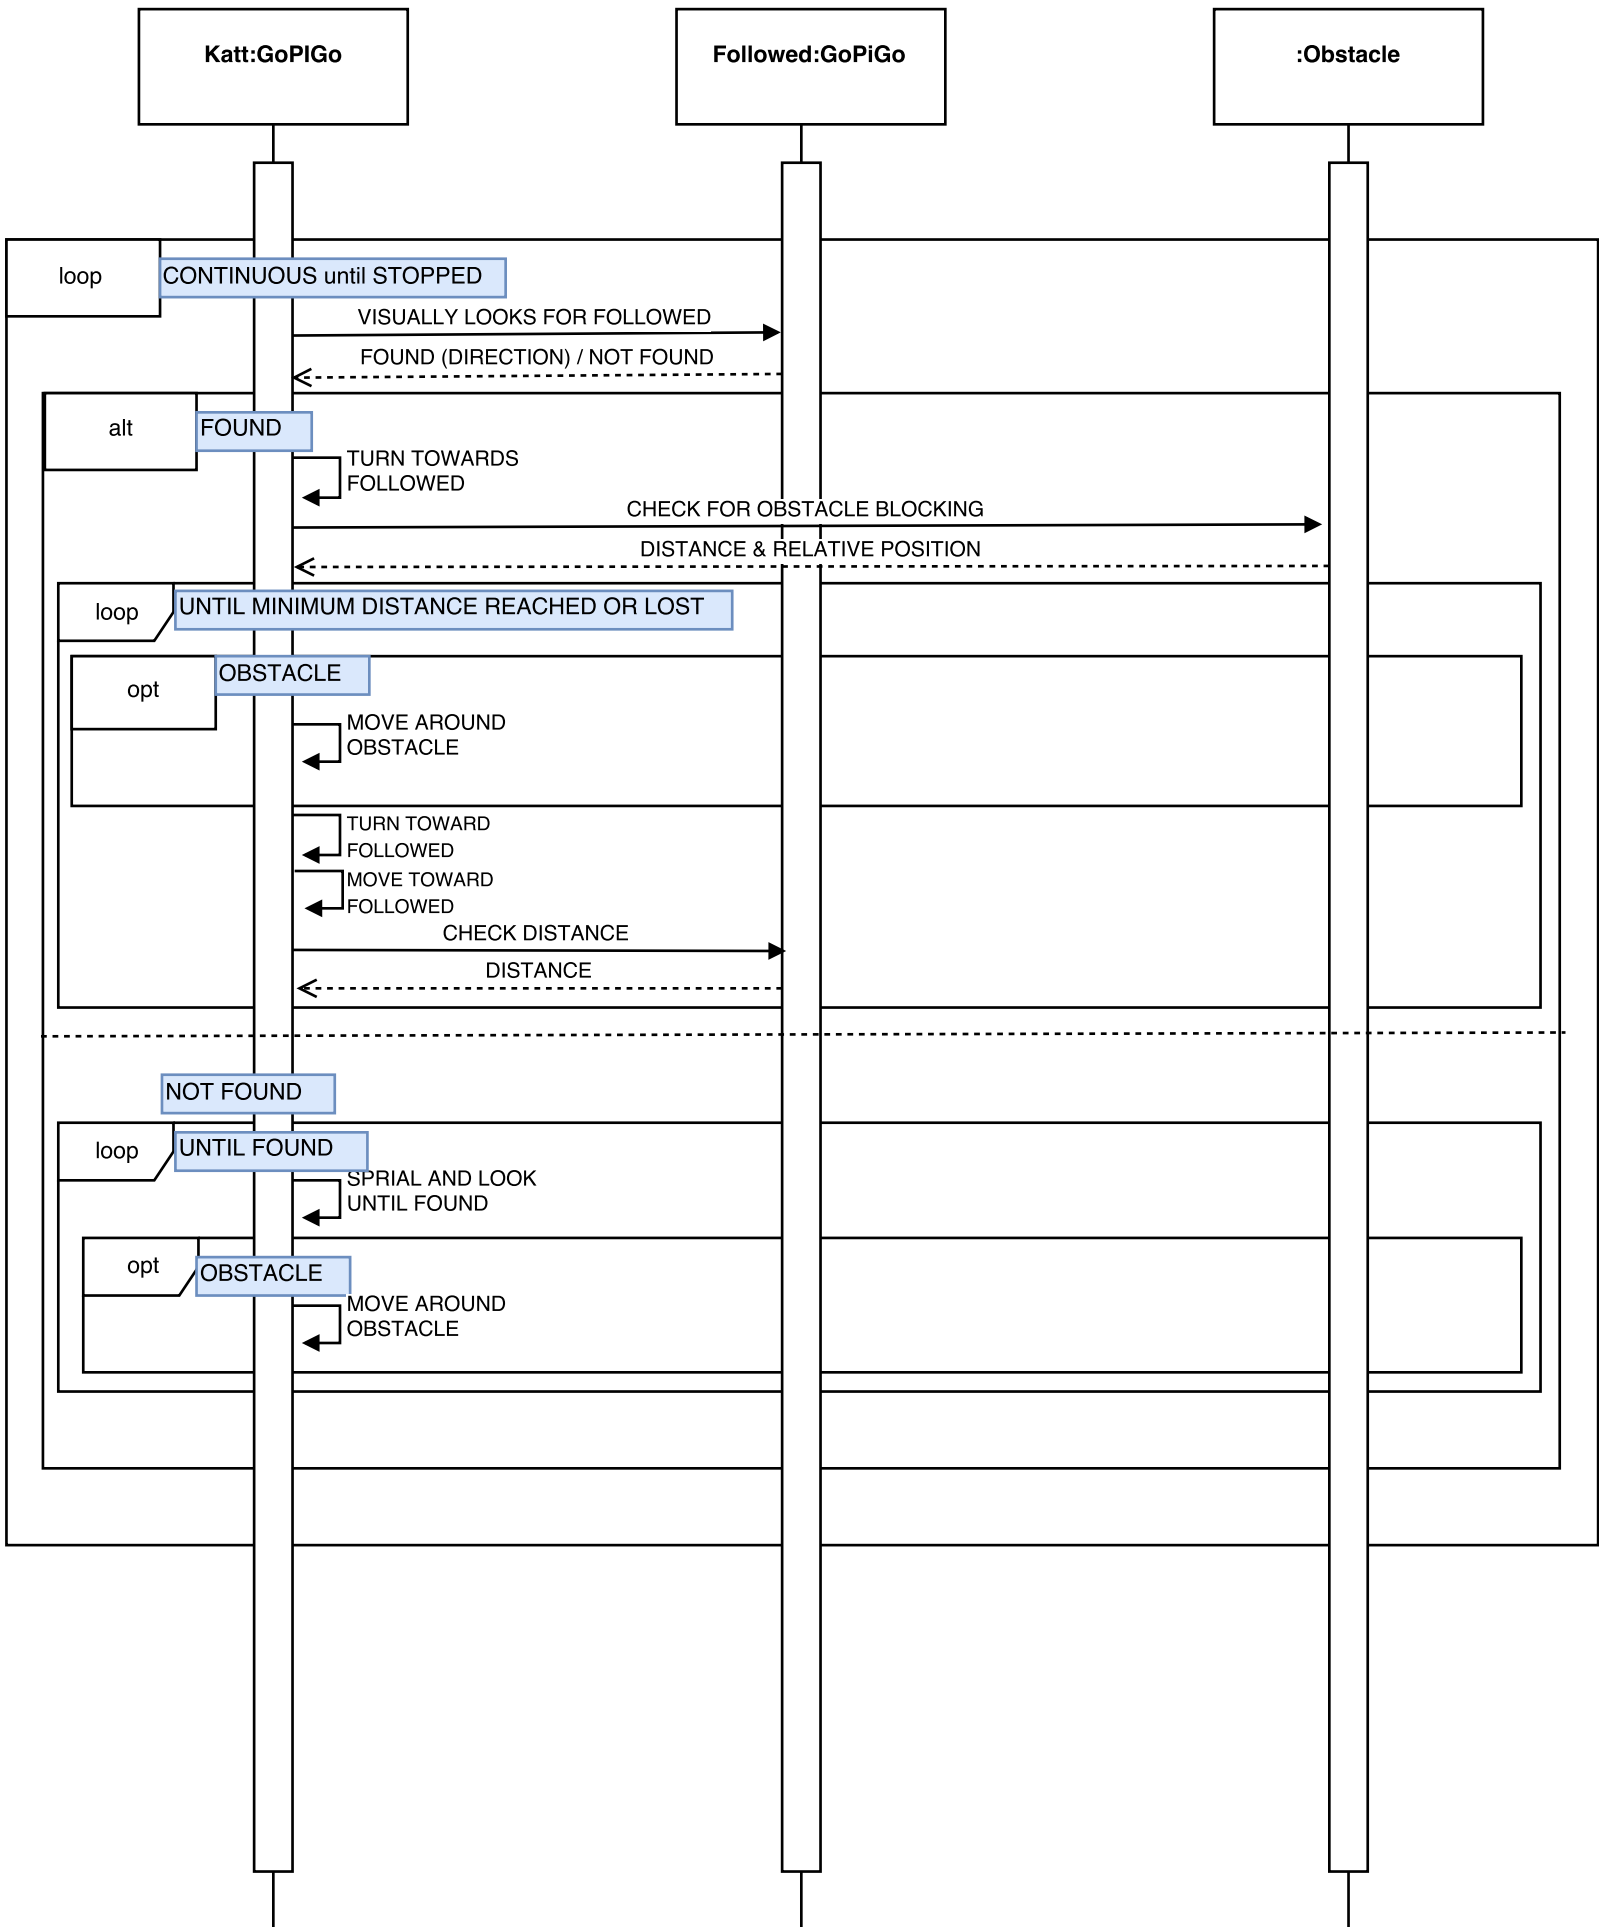 Katt:GoPIGo
Followed:GoPiGo
:Obstacle
loop
CONTINUOUS until STOPPED
VISUALLY LOOKS FOR FOLLOWED
FOUND (DIRECTION) / NOT FOUND
alt
FOUND
TURN TOWARDS
FOLLOWED
CHECK FOR OBSTACLE BLOCKING
DISTANCE & RELATIVE POSITION
loop
UNTIL MINIMUM DISTANCE REACHED OR LOST
OBSTACLE
opt
MOVE AROUND
OBSTACLE
TURN TOWARD
FOLLOWED
MOVE TOWARD
FOLLOWED
CHECK DISTANCE
DISTANCE
NOT FOUND
loop
UNTIL FOUND
SPRIAL AND LOOK
UNTIL FOUND
opt
OBSTACLE
MOVE AROUND
OBSTACLE